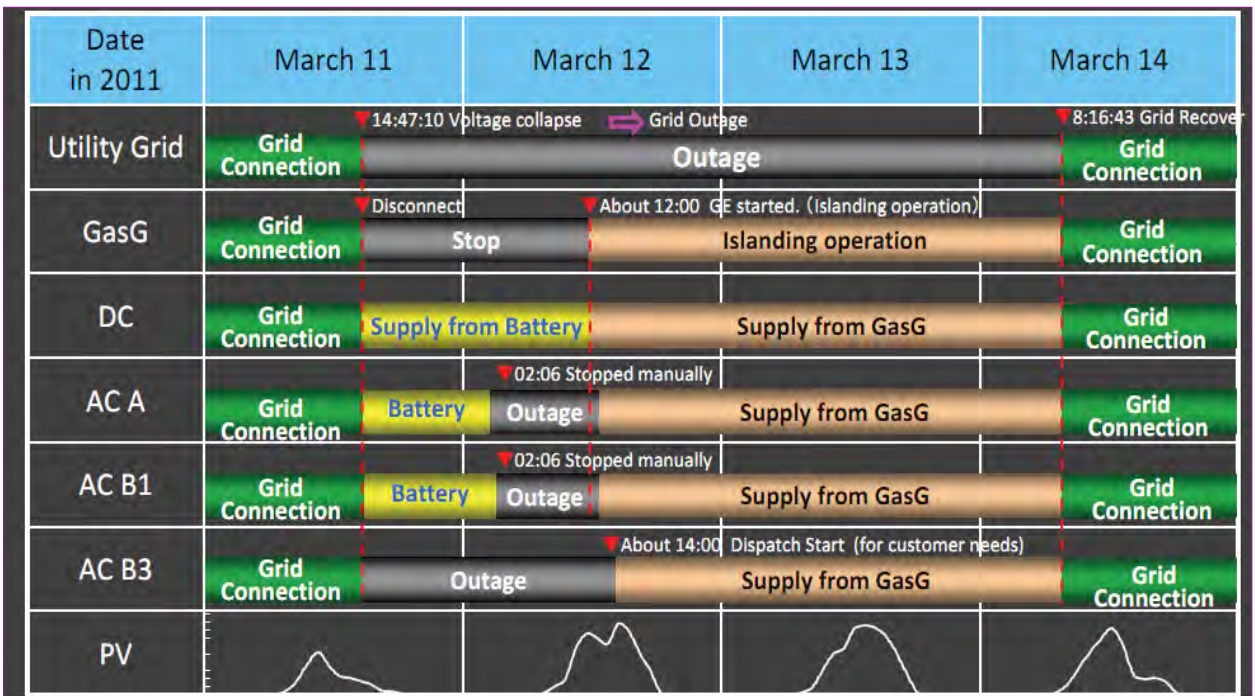 Date
in 2011
March 11
March 12
March 13
March 14
Utility Grid
14:47:10 Voltage collapse
Grid Outage
8:16:43 Grid Recover
Grid
Connection
Outage
Grid
Connection
GasG
Disconnect
About 12:00 GE started. (Islanding operation)
Grid
Connection
Stop
Islanding operation
Grid
Connection
DC
Grid
Connection
Supply from Battery
Supply from GasG
Grid
Connection
AC A
02:06 Stopped manually
Grid
Connection
Battery
Outage
Supply from GasG
Grid
Connection
AC B1
02:06 Stopped manually
Grid
Connection
Battery
Outage
Supply from GasG
Grid
Connection
AC B3
About 14:00 Dispatch Start (for customer needs)
Grid
Connection
Outage
Supply from GasG
Grid
Connection
PV